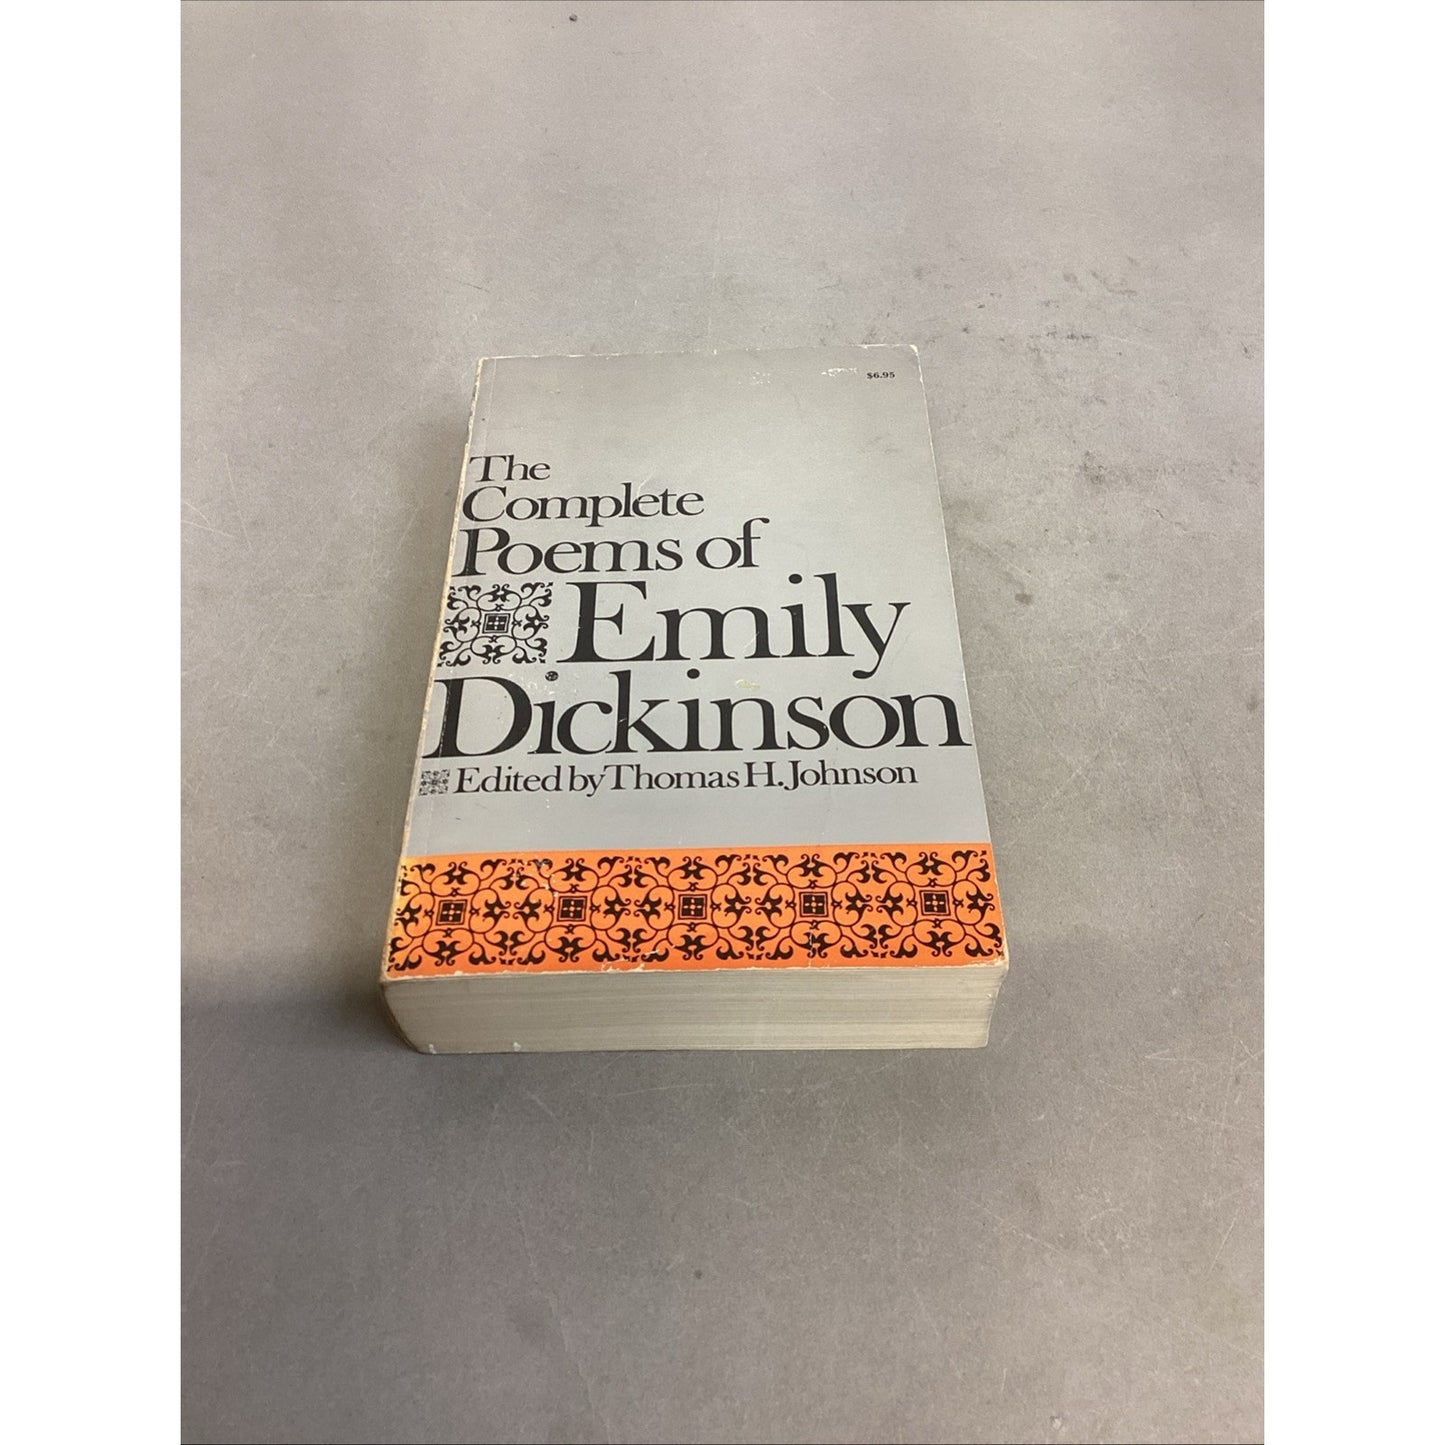 $6.95
The
Complete
Poems of
Emily
Dickinson
Edited by Thomas H. Johnson